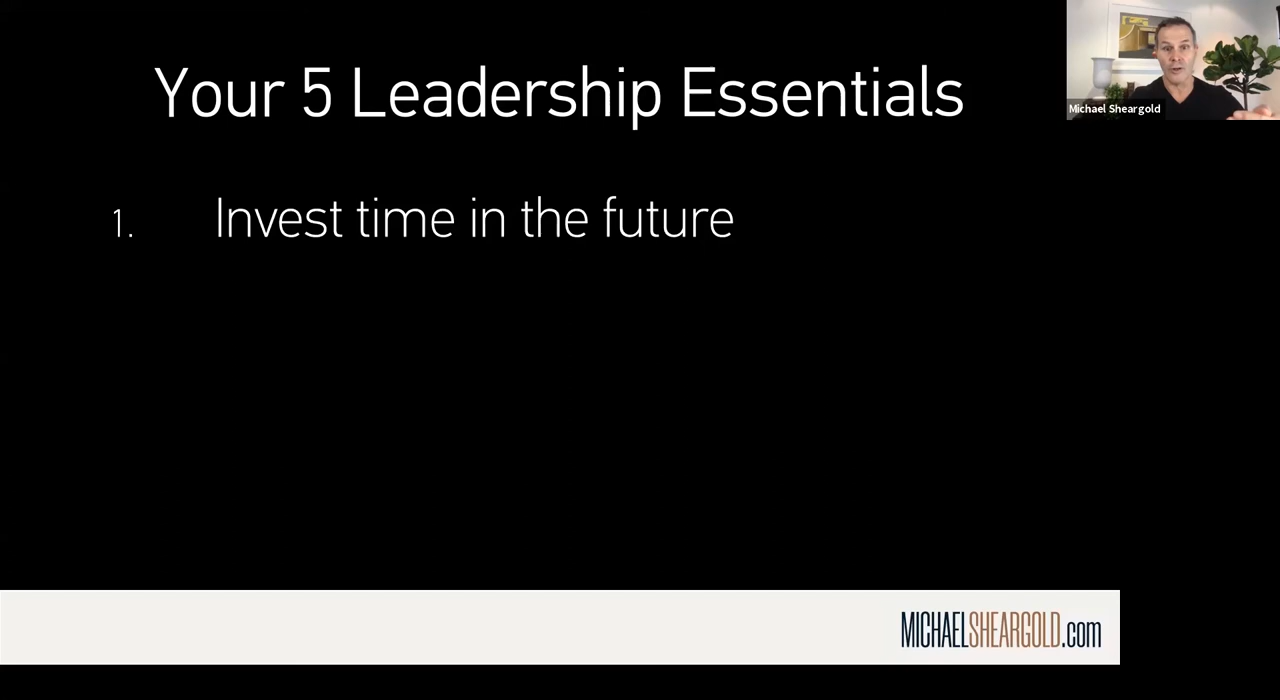 Your 5 Leadership Essentials
Michael Sheargold
1. Invest time in the future
MICHAELSHEARGOLD.com